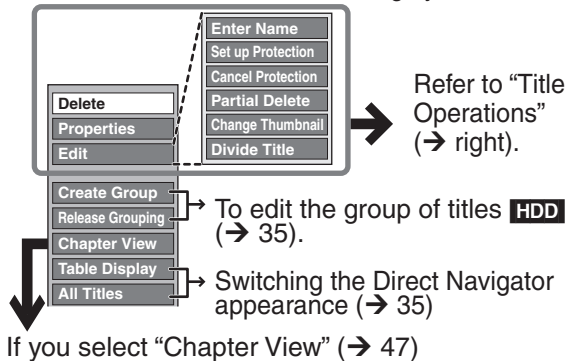 Enter Name
Set up Protection
Cancel Protection
Partial Delete
Change Thumbnail
Divide Title
Delete
Properties
Edit
Refer to “Title
Operations”
(➔ right).
Create Group
Release Grouping
Chapter View
Table Display
All Titles
To edit the group of titles HDD
(➔ 35).
Switching the Direct Navigator
appearance (➔ 35)
If you select “Chapter View” (➔ 47)